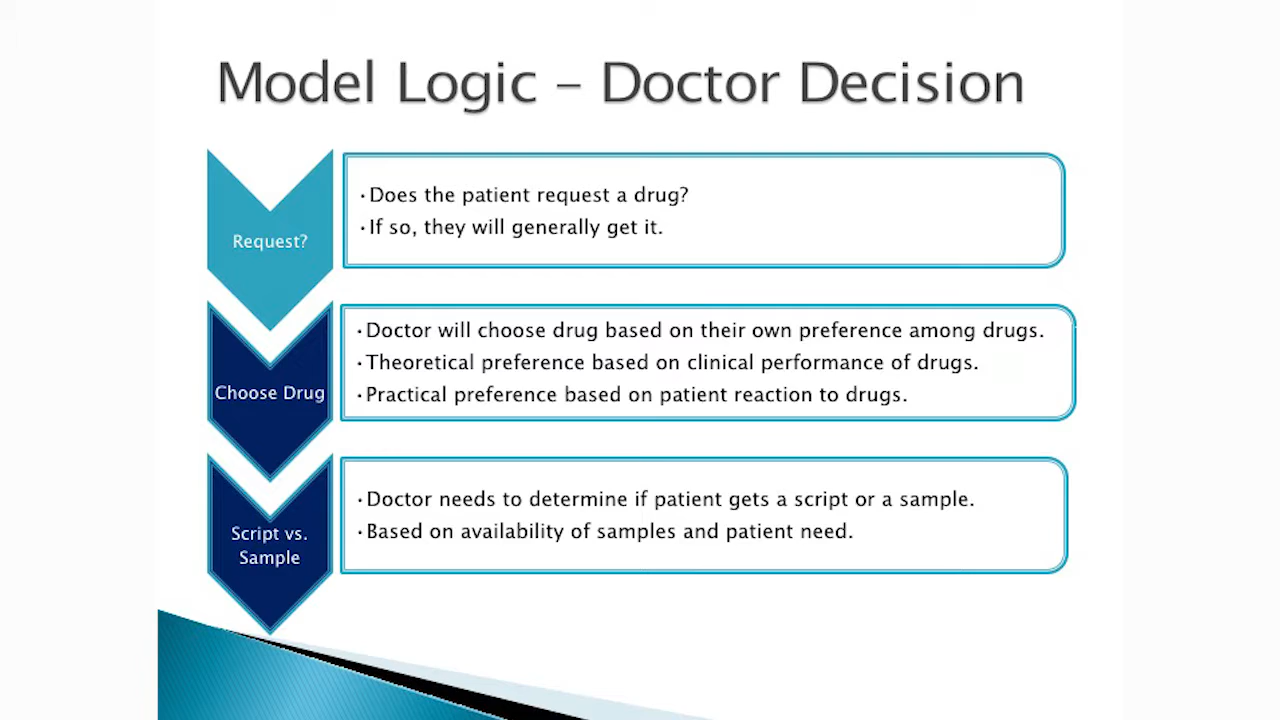 Model Logic – Doctor Decision
Request?
•Does the patient request a drug?
•If so, they will generally get it.
Choose Drug
•Doctor will choose drug based on their own preference among drugs.
•Theoretical preference based on clinical performance of drugs.
•Practical preference based on patient reaction to drugs.
Script vs.
Sample
•Doctor needs to determine if patient gets a script or a sample.
•Based on availability of samples and patient need.